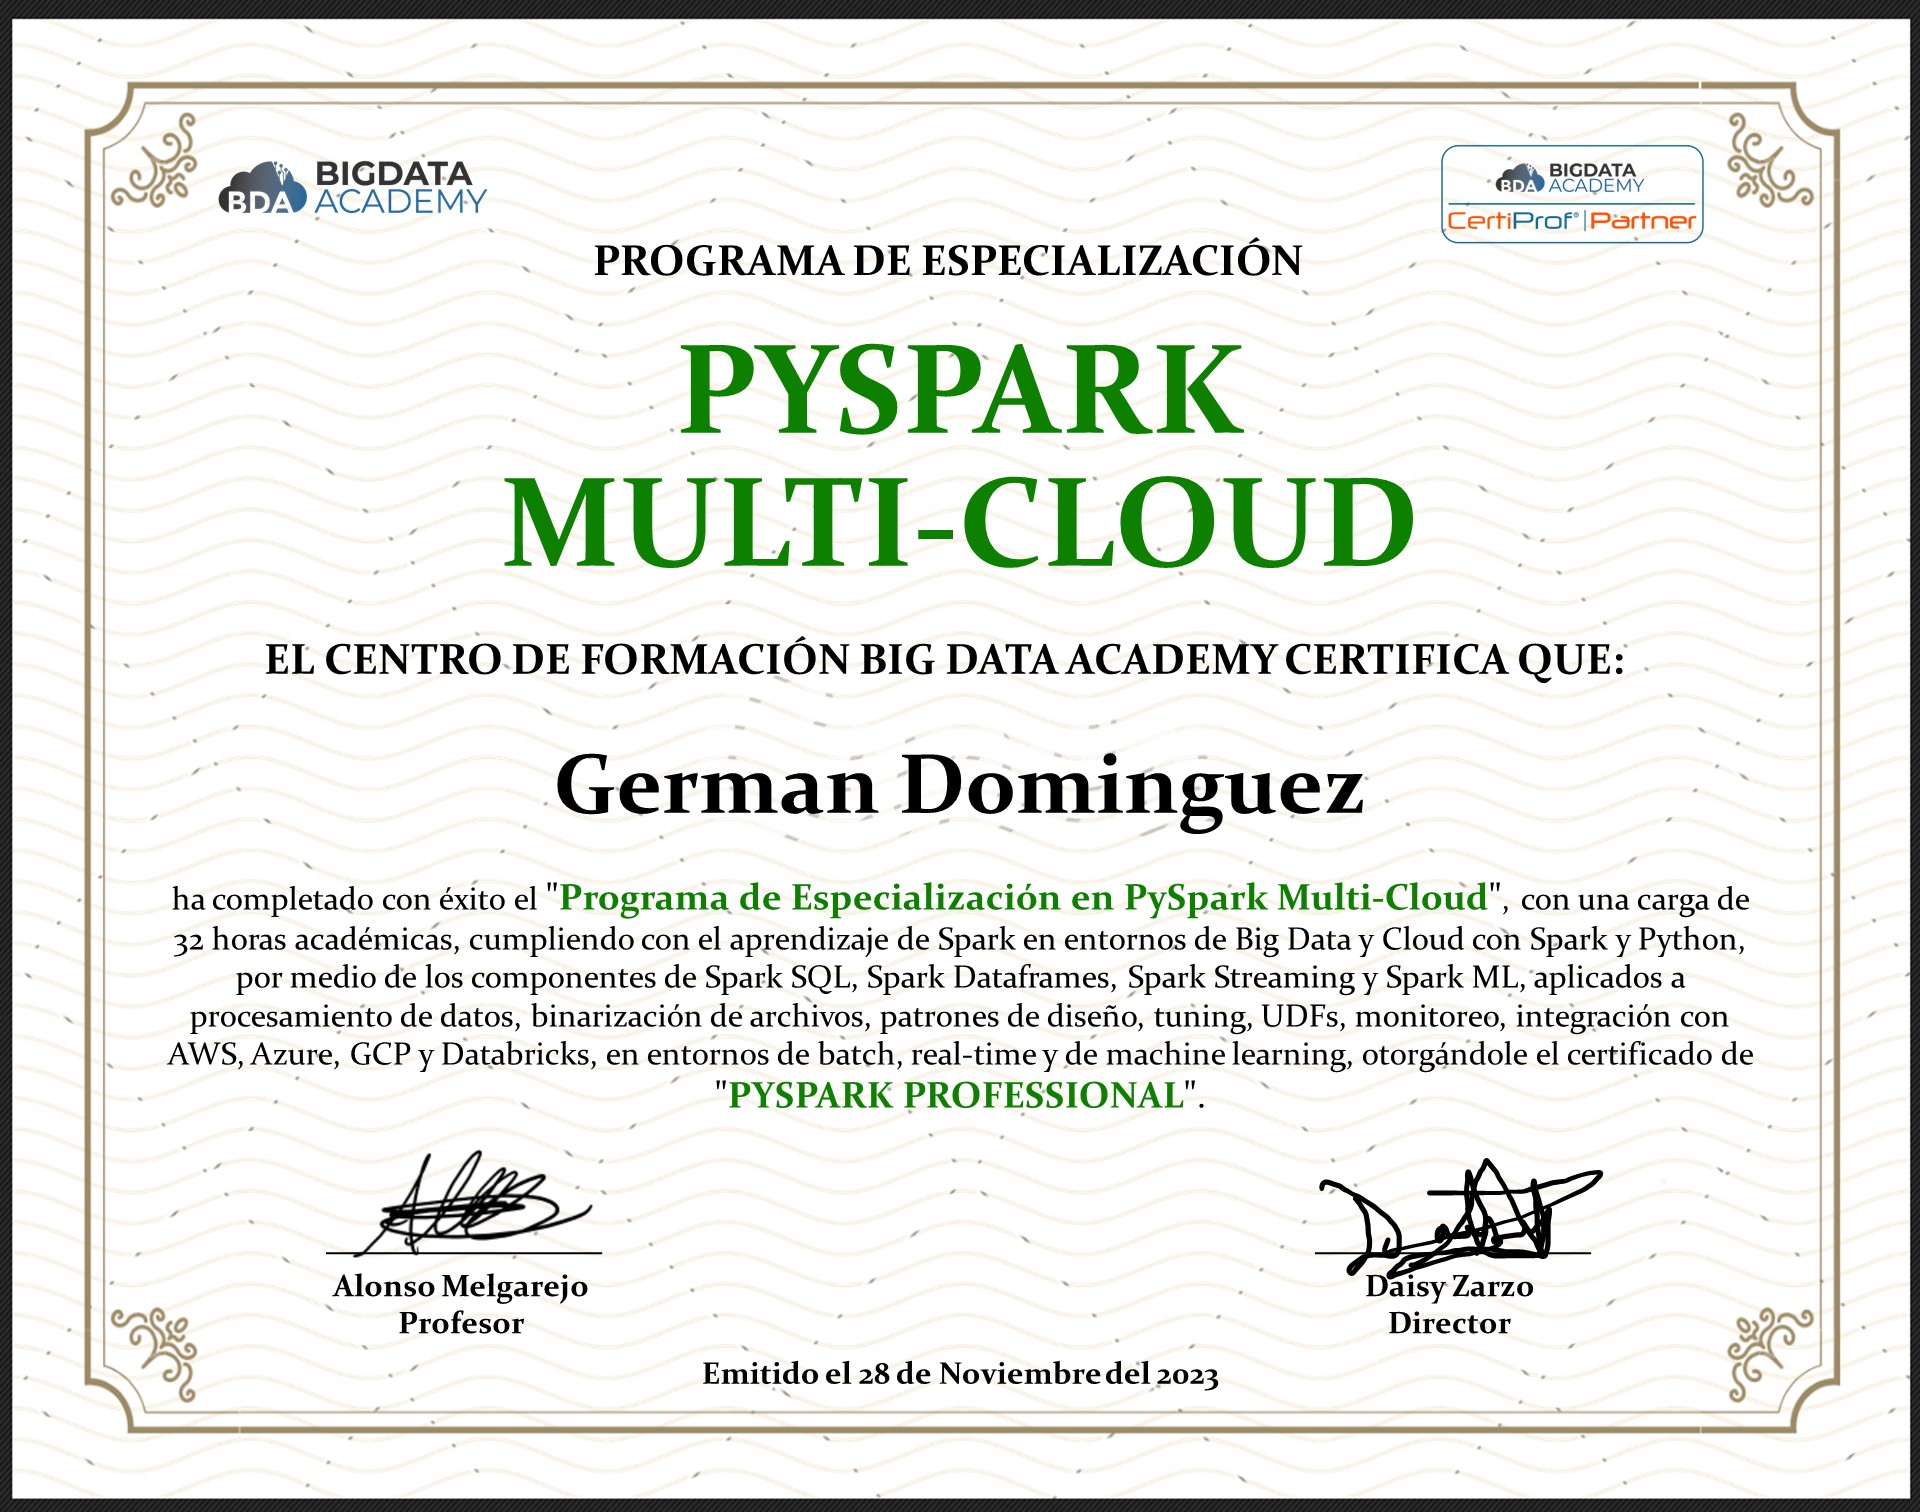 BDA BIGDATA
ACADEMY
BDA BIGDATA
ACADEMY
CertiProf® | Partner
PROGRAMA DE ESPECIALIZACIÓN
PYSPARK
MULTI-CLOUD
EL CENTRO DE FORMACIÓN BIG DATA ACADEMY CERTIFICA QUE:
German Dominguez
ha completado con éxito el "Programa de Especialización en PySpark Multi-Cloud", con una carga de
32 horas académicas, cumpliendo con el aprendizaje de Spark en entornos de Big Data y Cloud con Spark y Python,
por medio de los componentes de Spark SQL, Spark Dataframes, Spark Streaming y Spark ML, aplicados a
procesamiento de datos, binarización de archivos, patrones de diseño, tuning, UDFs, monitoreo, integración con
AWS, Azure, GCP y Databricks, en entornos de batch, real-time y de machine learning, otorgándole el certificado de
"PYSPARK PROFESSIONAL".
Alonso Melgarejo
Profesor
Daisy Zarzo
Director
Emitido el 28 de Noviembre del 2023